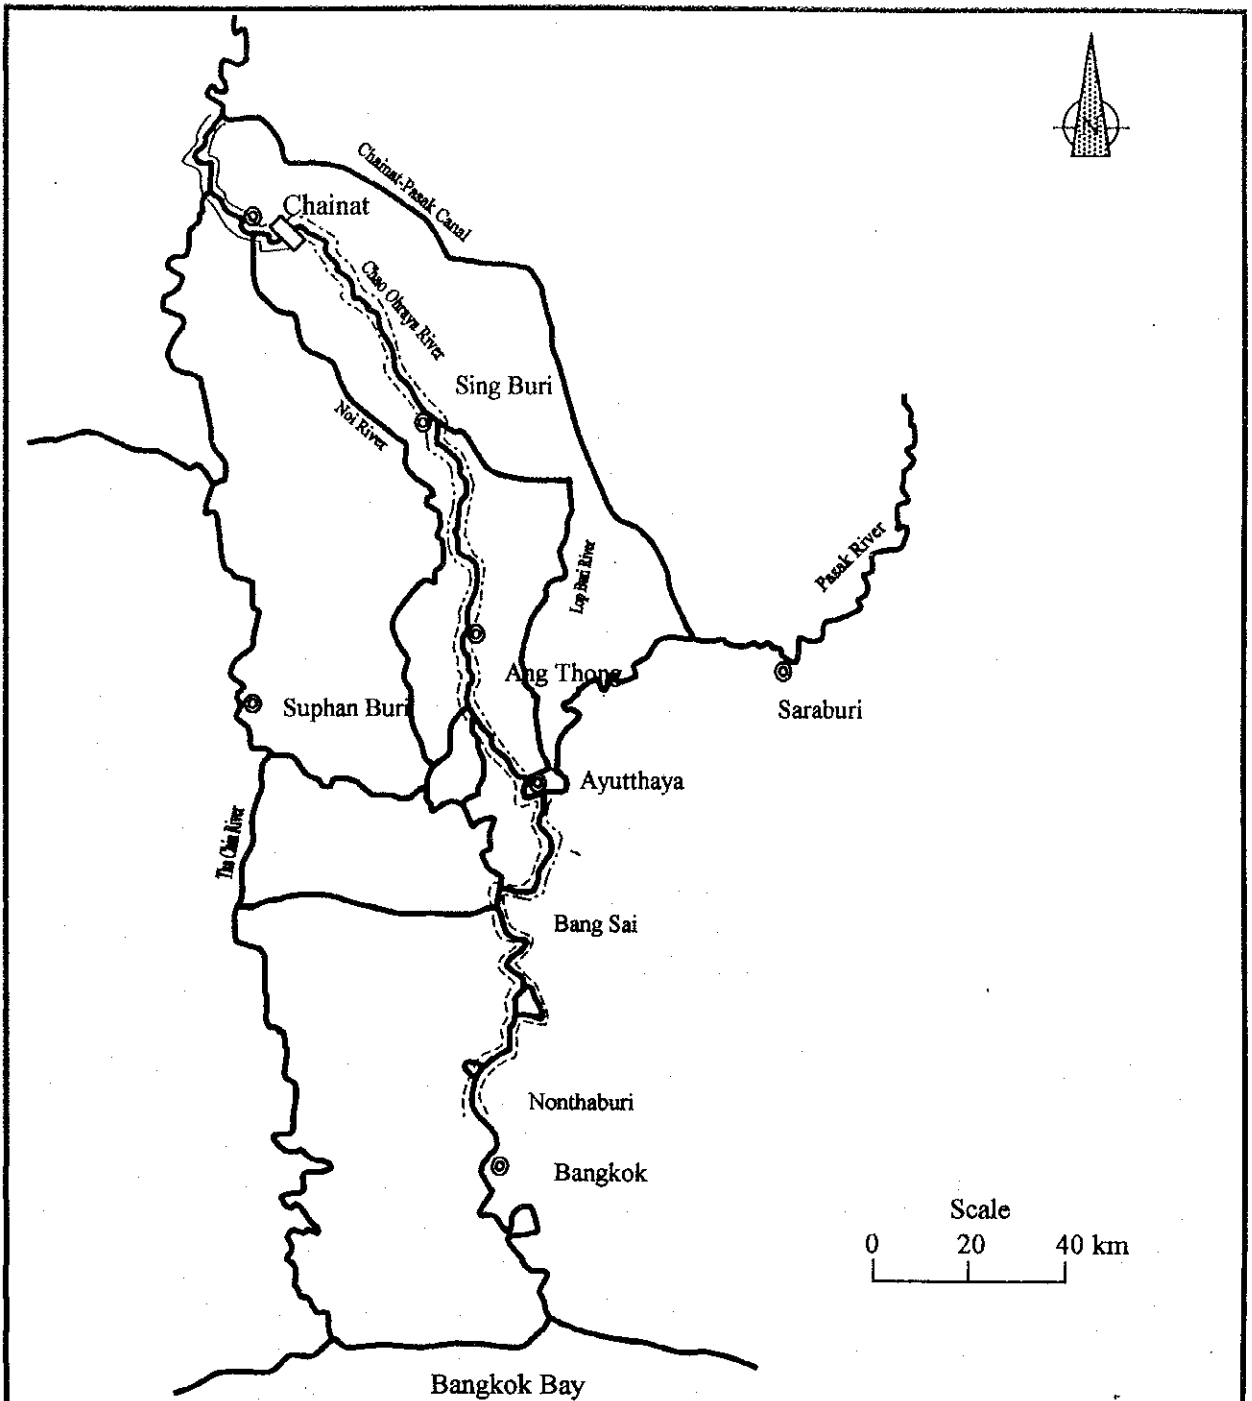 Chainat-Pasak Canal
Chainat
Chao Ohraya River
Sing Buri
Noi River
Pasak River
Lop Buri River
Ang Thong
Suphan Buri
Saraburi
Ayutthaya
Tha Chin River
Bang Sai
Nonthaburi
Bangkok
Scale
0 20 40 km
Bangkok Bay